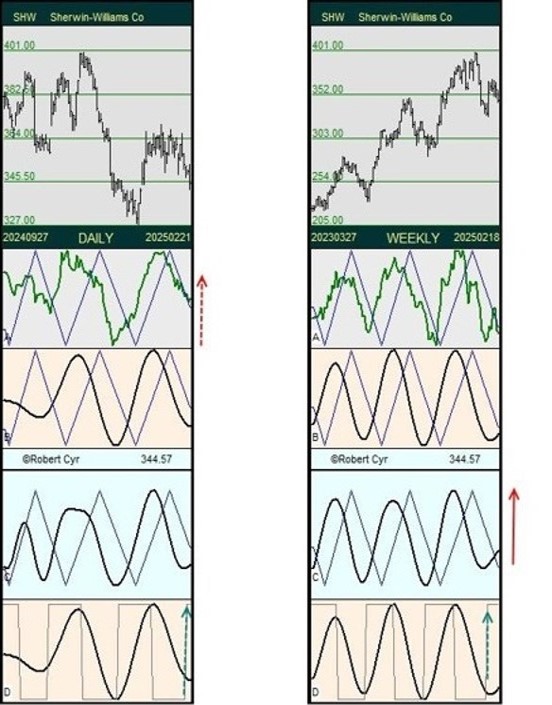 SHW Sherwin-Williams Co
401.00
382.50
364.00
345.50
327.00
20240927 DAILY 20250221
A
B
©Robert Cyr 344.57
C
D
SHW Sherwin-Williams Co
401.00
352.00
303.00
254.00
205.00
20230327 WEEKLY 20250218
A
B
©Robert Cyr 344.57
C
D